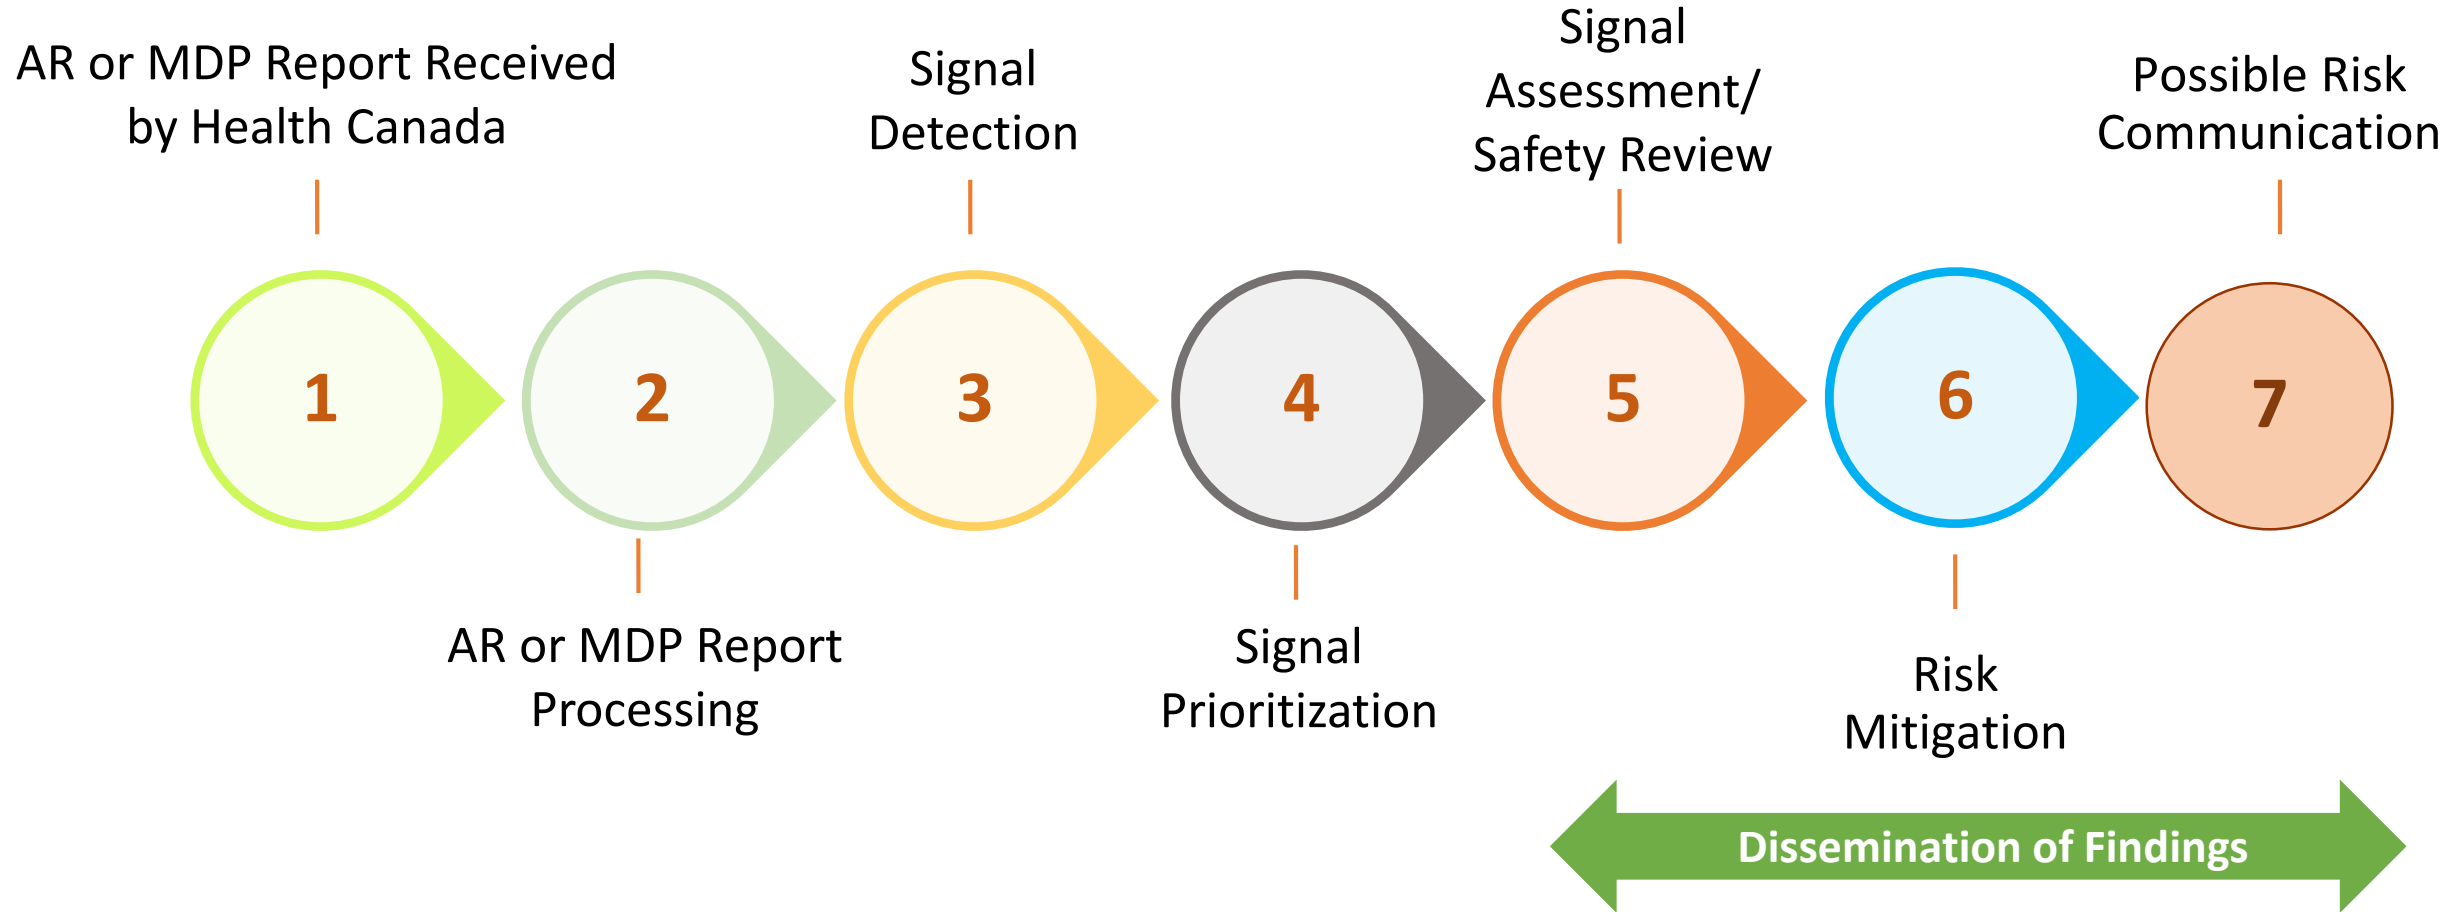 AR or MDP Report Received
by Health Canada
Signal
Detection
Signal
Assessment/
Safety Review
Possible Risk
Communication
1
2
3
4
5
6
7
AR or MDP Report
Processing
Signal
Prioritization
Risk
Mitigation
Dissemination of Findings